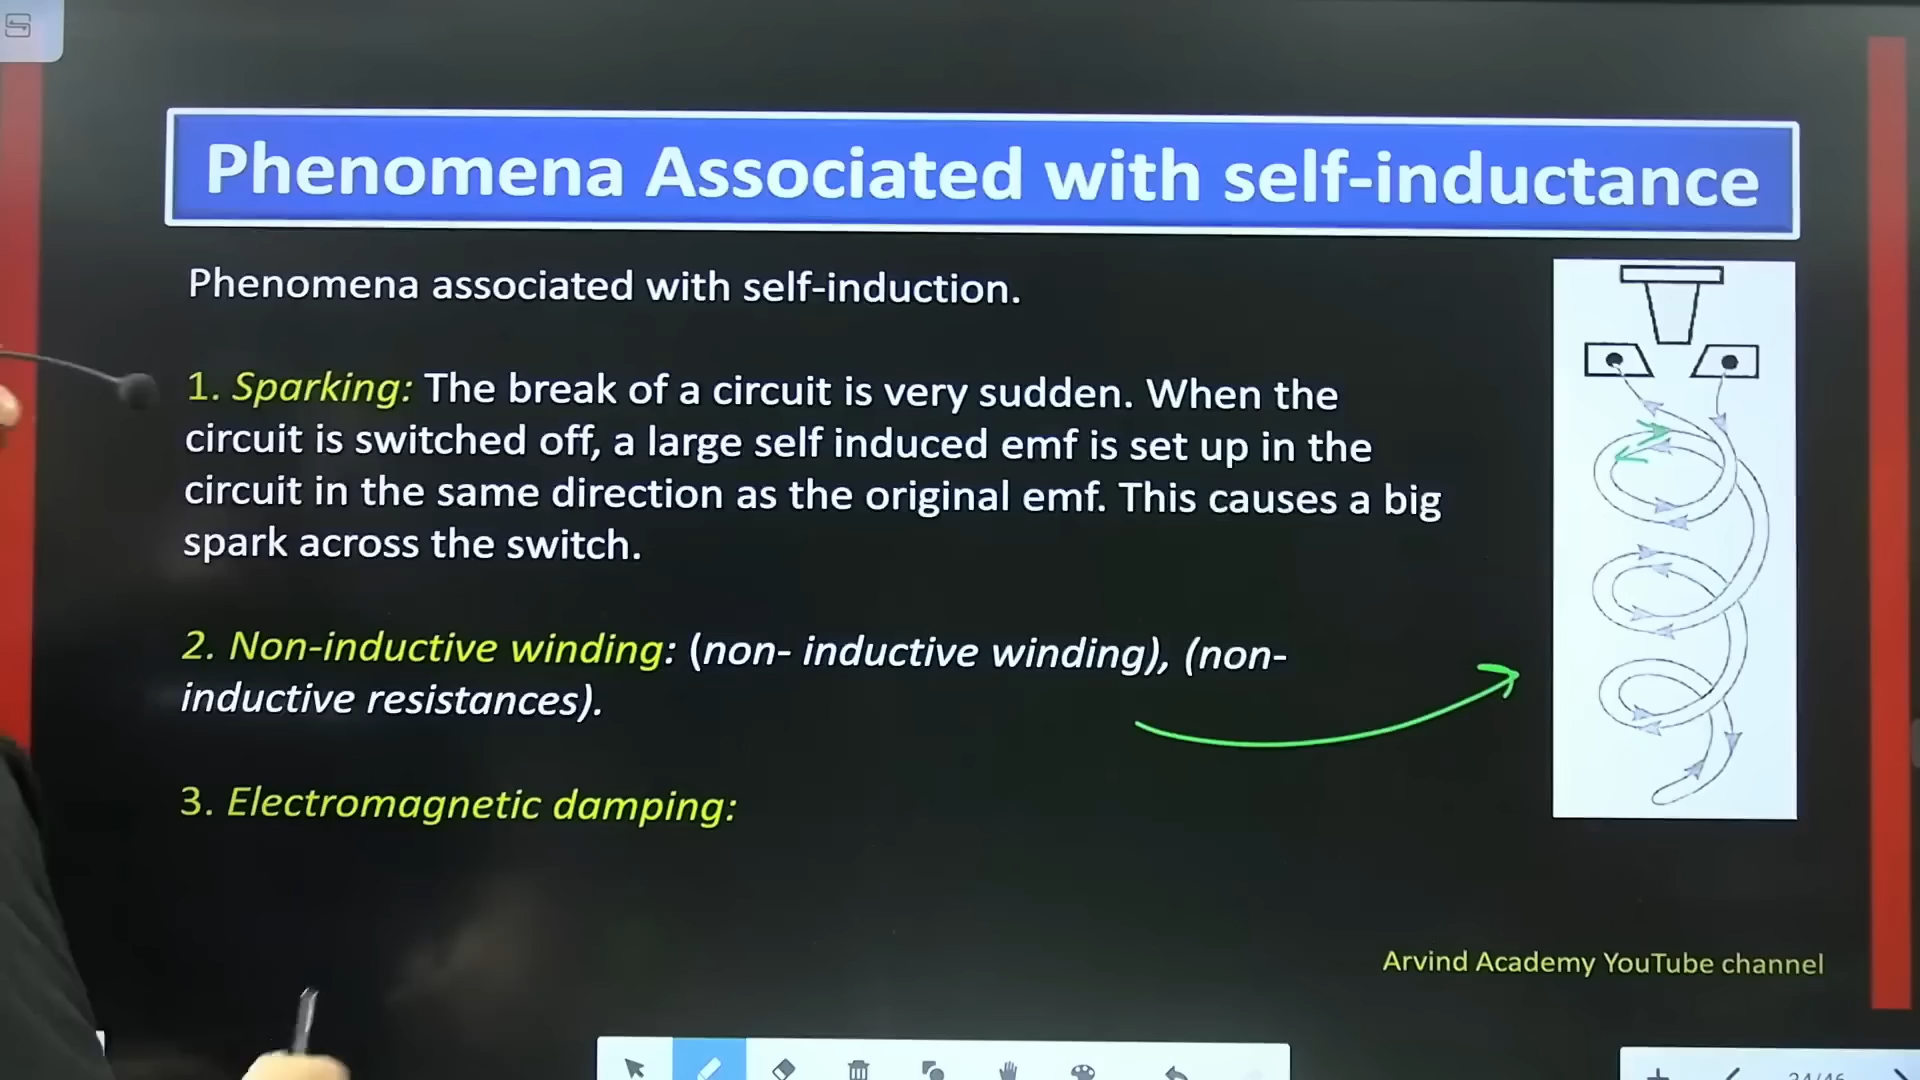 Phenomena Associated with self-inductance
Phenomena associated with self-induction.
1. Sparking: The break of a circuit is very sudden. When the
circuit is switched off, a large self induced emf is set up in the
circuit in the same direction as the original emf. This causes a big
spark across the switch.
2. Non-inductive winding: (non- inductive winding), (non-
inductive resistances).
3. Electromagnetic damping:
Arvind Academy YouTube channel